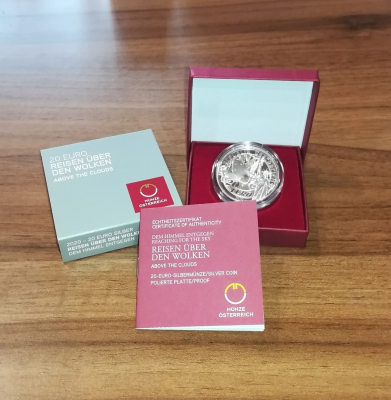 20 EURO
REISEN ÜBER
DEN WOLKEN
ABOVE THE CLOUDS
MÜNZE
ÖSTERREICH
2020 – 20 EURO SILBER
REISEN ÜBER DEN WOLKEN
DEM HIMMEL ENTGEGEN
ECHTHEITSZERTIFIKAT
CERTIFICATE OF AUTHENTICITY
DEM HIMMEL ENTGEGEN
REACHING FOR THE SKY
REISEN ÜBER
DEN WOLKEN
ABOVE THE CLOUDS
20-EURO-SILBERMÜNZE/SILVER COIN
POLIERTE PLATTE/PROOF
MÜNZE
ÖSTERREICH